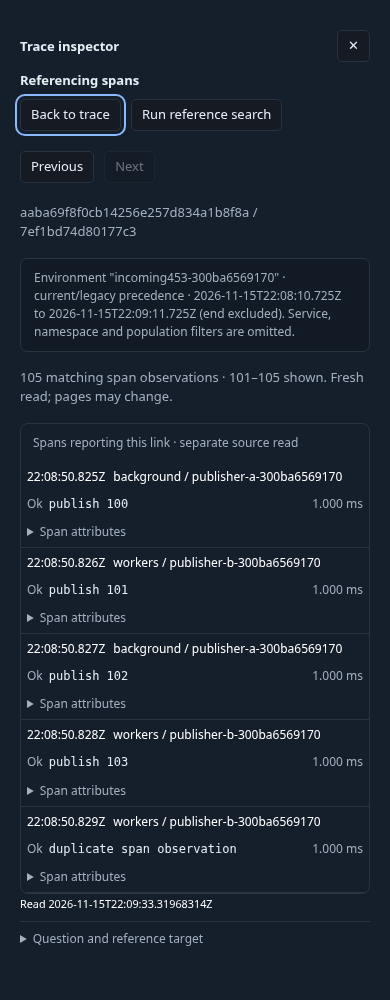 Trace inspector ✕
Referencing spans
Back to trace Run reference search
Previous Next
aaba69f8f0cb14256e257d834a1b8f8a /
7ef1bd74d80177c3
Environment "incoming453-300ba6569170" ·
current/legacy precedence · 2026-11-15T22:08:10.725Z
to 2026-11-15T22:09:11.725Z (end excluded). Service,
namespace and population filters are omitted.
105 matching span observations · 101–105 shown. Fresh
read; pages may change.
Spans reporting this link · separate source read
22:08:50.825Z background / publisher-a-300ba6569170
Ok publish 100 1.000 ms
▶ Span attributes
22:08:50.826Z workers / publisher-b-300ba6569170
Ok publish 101 1.000 ms
▶ Span attributes
22:08:50.827Z background / publisher-a-300ba6569170
Ok publish 102 1.000 ms
▶ Span attributes
22:08:50.828Z workers / publisher-b-300ba6569170
Ok publish 103 1.000 ms
▶ Span attributes
22:08:50.829Z workers / publisher-b-300ba6569170
Ok duplicate span observation 1.000 ms
▶ Span attributes
Read 2026-11-15T22:09:33.31968314Z
▶ Question and reference target